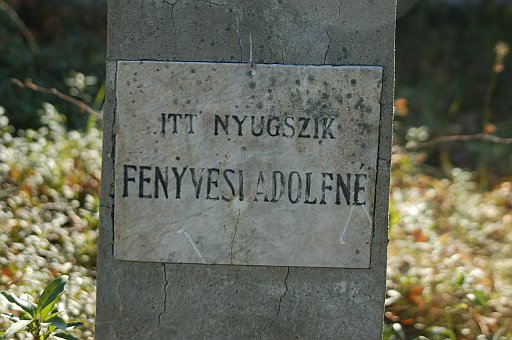 ITT NYUGSZIK
FENYVESI ADOLFNÉ